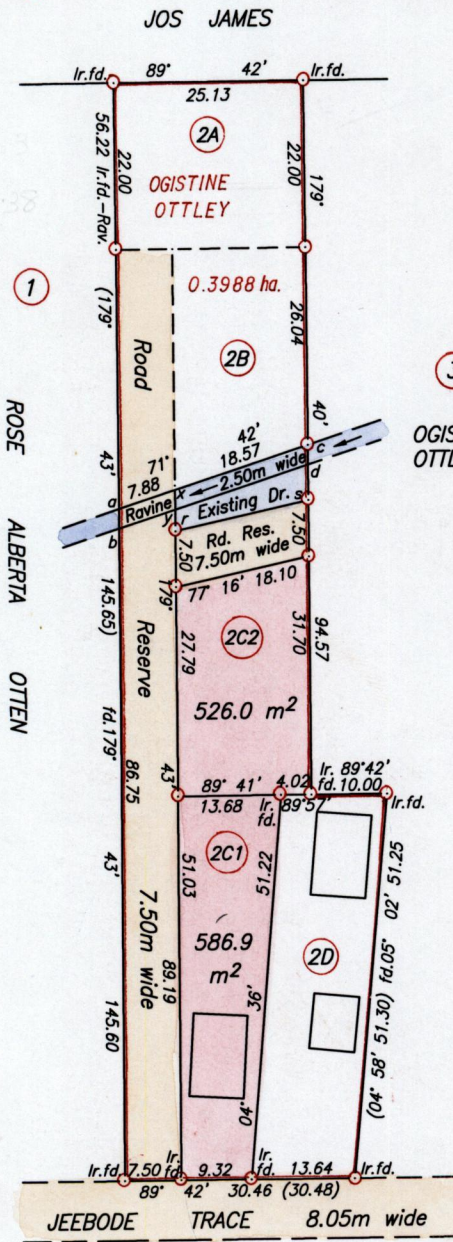 JOS JAMES
Ir.fd. 89° 42' Ir.fd.
25.13
56.22 Ir.fd.-Rav.
22.00
2A
22.00
179°
OGISTINE
OTTLEY
1
0.3988 ha.
(179°
Road
2B
26.04
40'
OTTL
ROSE ALBERTA OTTEN
43'
71°
42'
18.57
7.88
2.50m wide
a
b
x
y
r
c
d
s
Ravine
Existing Dr.
7.50
Rd. Res.
7.50m wide
7.50
179°
77° 16' 18.10
145.65)
Reserve
27.79
2C2
31.70
94.57
526.0 m²
fd.179°
86.75
43'
89° 41'
13.68
4.02
Ir.
fd.
89°57'
Ir. 89°42'
fd. 10.00
Ir.fd.
2C1
51.03
51.22
43'
7.50m wide
89.19
586.9
m²
36'
04°
2D
02' 51.25
fd.05°
(04° 58' 51.30)
145.60
Ir.fd.
7.50
Ir.
fd.
9.32
Ir.
fd.
13.64
Ir.fd.
89° 42' 30.46 (30.48)
JEEBODE TRACE 8.05m wide